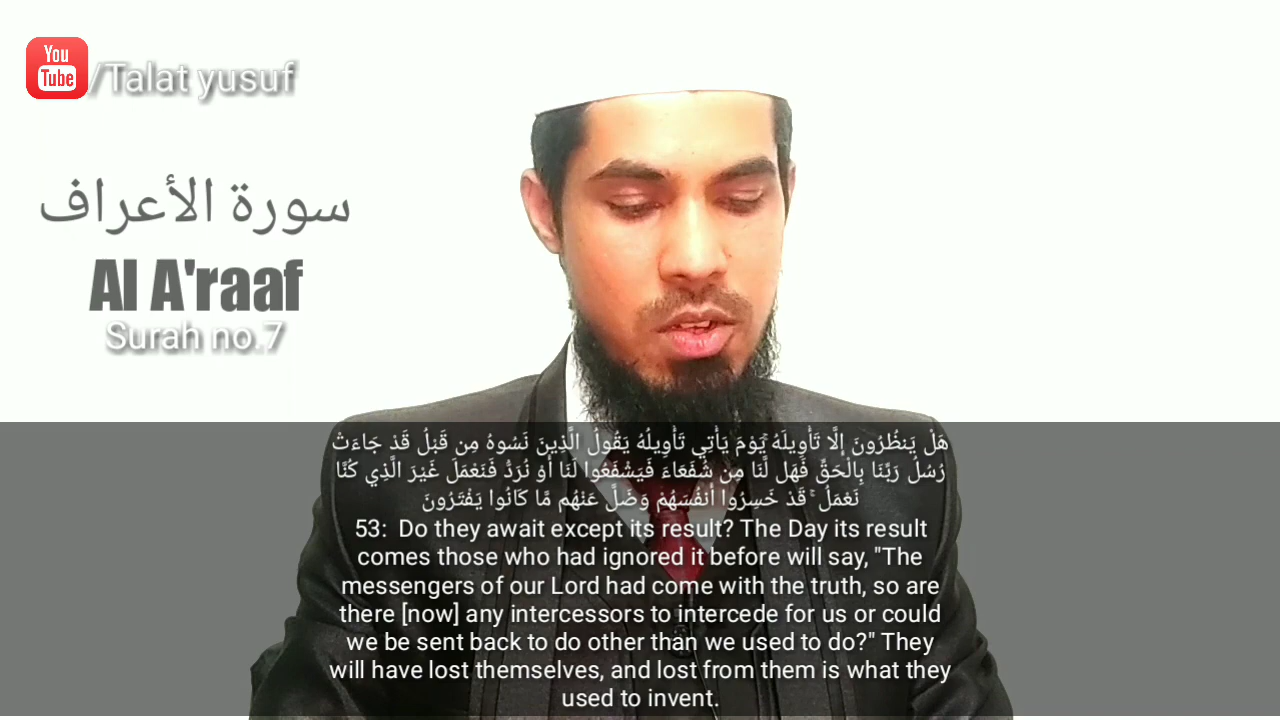 You
Tube
/Talat yusuf
سورة الأعراف
Al A'raaf
Surah no.7
هَلْ يَنظُرُونَ إِلَّا تَأْوِيلَهُ ۚ يَوْمَ يَأْتِي تَأْوِيلُهُ يَقُولُ الَّذِينَ نَسُوهُ مِن قَبْلُ قَدْ جَاءَتْ
رُسُلُ رَبِّنَا بِالْحَقِّ فَهَل لَّنَا مِن شُفَعَاءَ فَيَشْفَعُوا لَنَا أَوْ نُرَدُّ فَنَعْمَلَ غَيْرَ الَّذِي كُنَّا
نَعْمَلُ ۚ قَدْ خَسِرُوا أَنفُسَهُمْ وَضَلَّ عَنْهُم مَّا كَانُوا يَفْتَرُونَ
53:  Do they await except its result? The Day its result
comes those who had ignored it before will say, "The
messengers of our Lord had come with the truth, so are
there [now] any intercessors to intercede for us or could
we be sent back to do other than we used to do?" They
will have lost themselves, and lost from them is what they
used to invent.